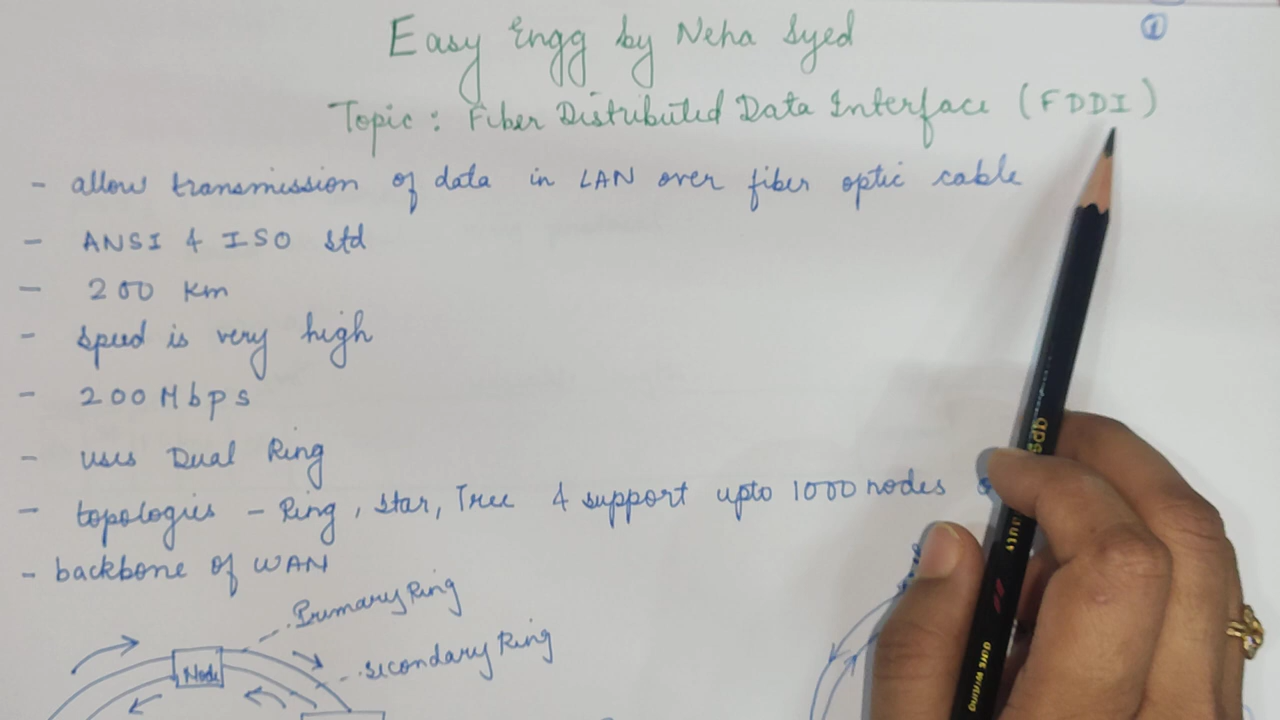 Easy Engg by Neha Syed
①
Topic: Fiber Distributed Data Interface (FDDI)
- allow transmission of data in LAN over fiber optic cable
- ANSI & ISO std
- 200 Km
- speed is very high
- 200 Mbps
- uses Dual Ring
- topologies - Ring, Star, Tree & support upto 1000 nodes
- backbone of WAN
Primary Ring
Secondary Ring
Node